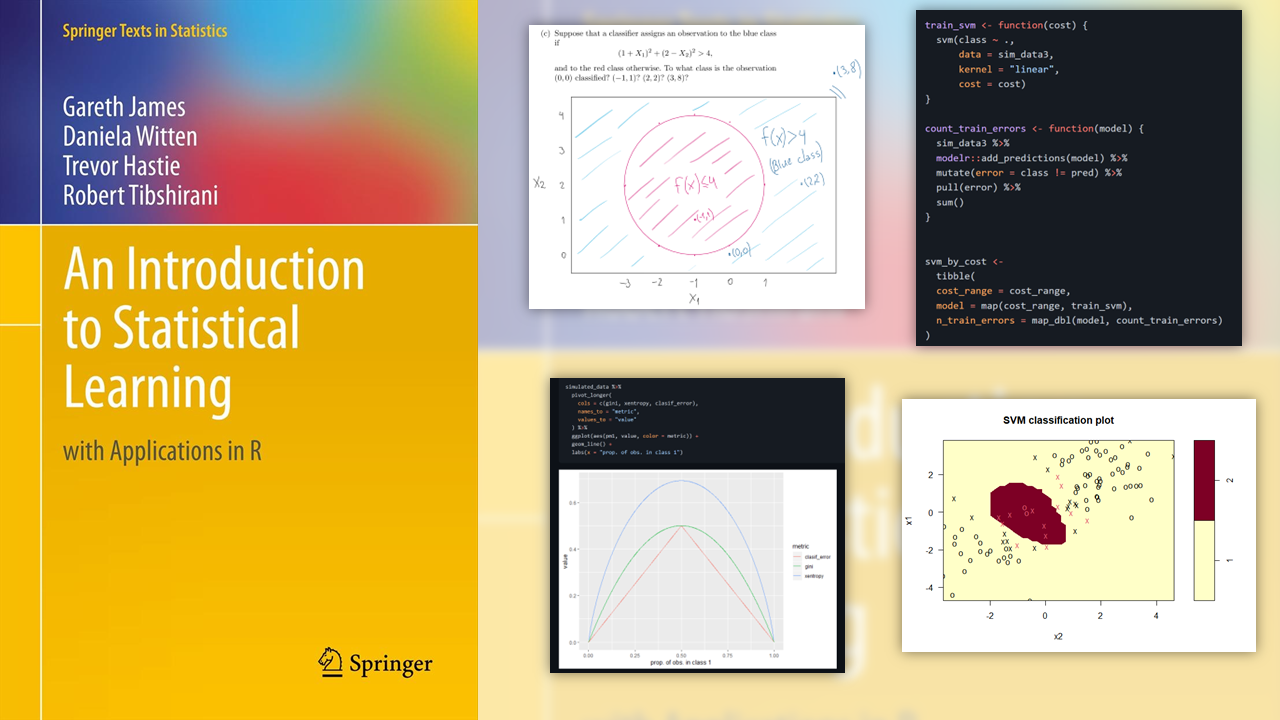 Springer Texts in Statistics
Gareth James
Daniela Witten
Trevor Hastie
Robert Tibshirani
An Introduction
to Statistical
Learning
with Applications in R
Springer
(c) Suppose that a classifier assigns an observation to the blue class
if
(1 + X₁)² + (2 − X₂)² > 4,
and to the red class otherwise. To what class is the observation
(0, 0) classified? (−1, 1)? (2, 2)? (3, 8)?
.(3,8)
4
3
2
1
0
X2
f(x)>4
(Blue class)
.(2,2)
f(x)≤4
.(-1,1)
.(0,0)
-3 -2 -1 0 1
X1
train_svm <- function(cost) {
svm(class ~ .,
data = sim_data3,
kernel = "linear",
cost = cost)
}
count_train_errors <- function(model) {
sim_data3 %>%
modelr::add_predictions(model) %>%
mutate(error = class != pred) %>%
pull(error) %>%
sum()
}
svm_by_cost <-
tibble(
cost_range = cost_range,
model = map(cost_range, train_svm),
n_train_errors = map_dbl(model, count_train_errors)
)
simulated_data %>%
pivot_longer(
cols = c(gini, sentropy, clasif_error),
names_to = "metric",
values_to = "value"
) %>%
ggplot(aes(pm1, value, color = metric)) +
geom_line() +
labs(x = "prop. of obs. in class 1")
0.6
0.4
0.2
0.0
value
0.00 0.25 0.50 0.75 1.00
prop. of obs. in class 1
metric
clasif_error
gini
sentropy
SVM classification plot
2
0
-2
-4
x1
-2 0 2 4
x2
2
1